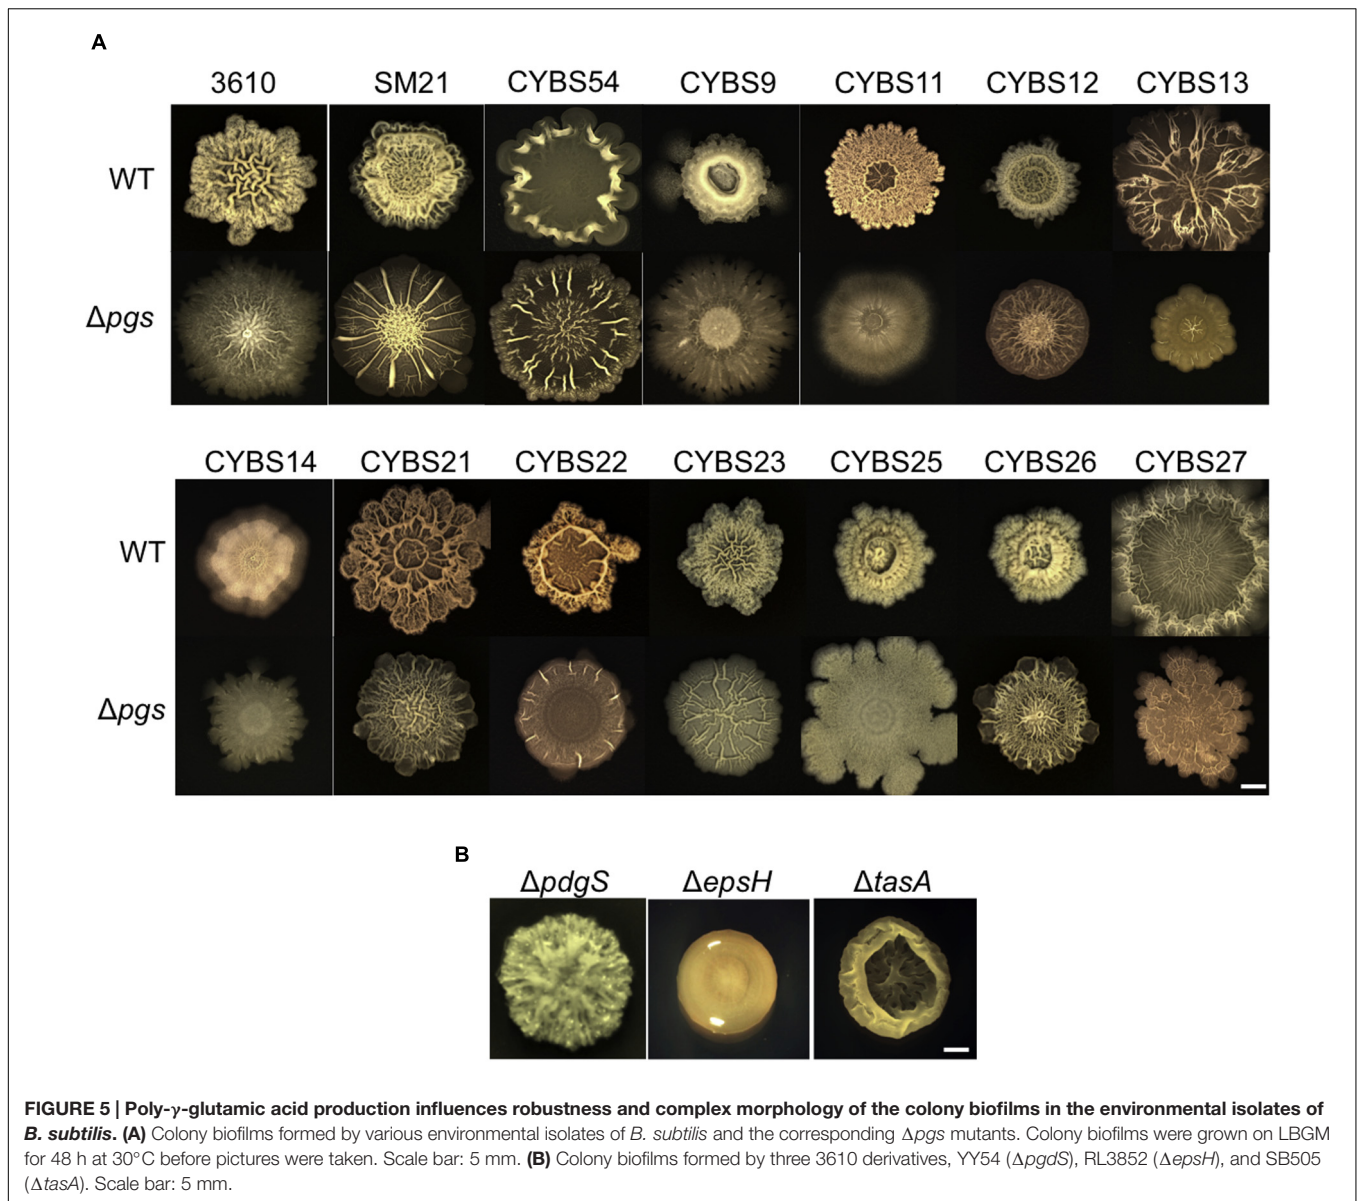 A
3610 SM21 CYBS54 CYBS9 CYBS11 CYBS12 CYBS13
WT
Δpgs
CYBS14 CYBS21 CYBS22 CYBS23 CYBS25 CYBS26 CYBS27
WT
Δpgs
B
ΔpdgS ΔepsH ΔtasA
FIGURE 5 | Poly-γ-glutamic acid production influences robustness and complex morphology of the colony biofilms in the environmental isolates of
B. subtilis. (A) Colony biofilms formed by various environmental isolates of B. subtilis and the corresponding Δpgs mutants. Colony biofilms were grown on LBGM
for 48 h at 30°C before pictures were taken. Scale bar: 5 mm. (B) Colony biofilms formed by three 3610 derivatives, YY54 (ΔpgdS), RL3852 (ΔepsH), and SB505
(ΔtasA). Scale bar: 5 mm.